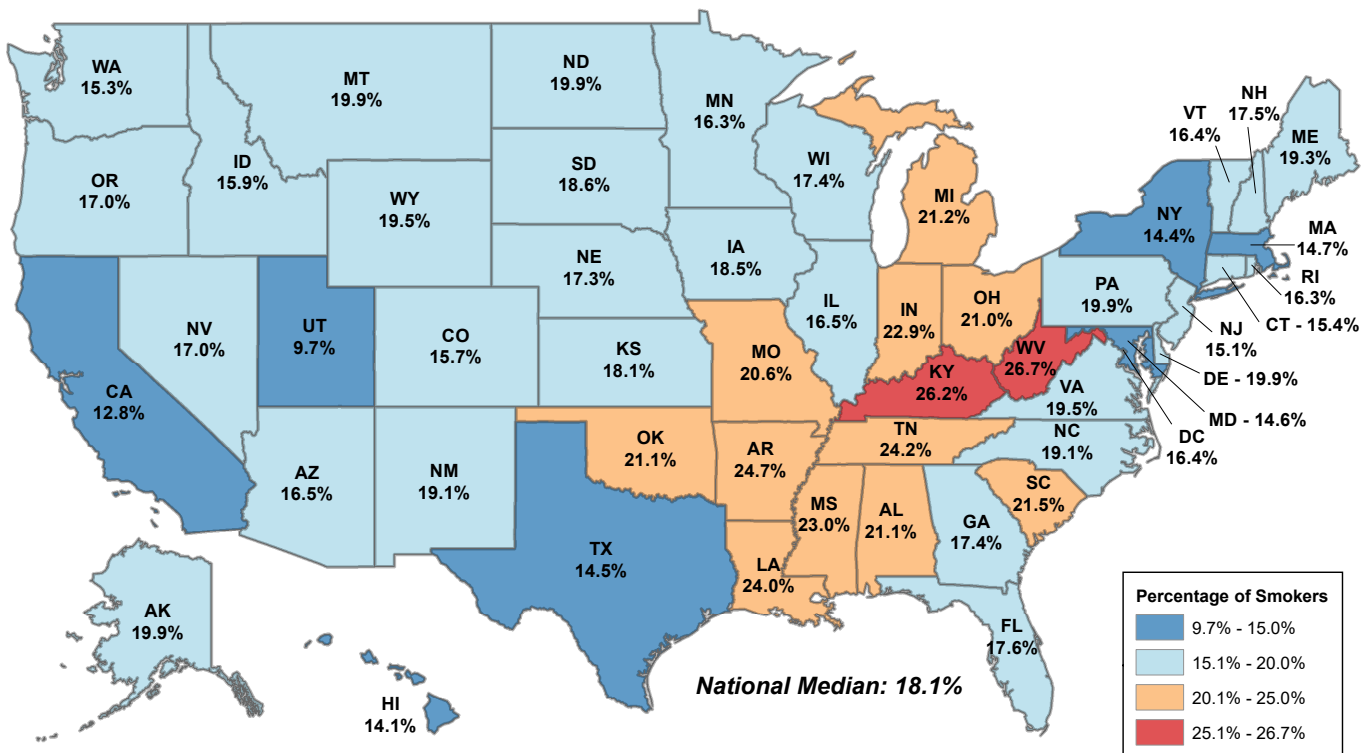 WA
15.3%
MT
19.9%
ND
19.9%
MN
16.3%
VT
16.4%
NH
17.5%
ME
19.3%
OR
17.0%
ID
15.9%
WY
19.5%
SD
18.6%
WI
17.4%
MI
21.2%
NY
14.4%
MA
14.7%
RI
16.3%
CT - 15.4%
NE
17.3%
IA
18.5%
IL
16.5%
IN
22.9%
OH
21.0%
PA
19.9%
NJ
15.1%
DE - 19.9%
MD - 14.6%
DC
16.4%
CA
12.8%
NV
17.0%
UT
9.7%
CO
15.7%
KS
18.1%
MO
20.6%
KY
26.2%
WV
26.7%
VA
19.5%
AZ
16.5%
NM
19.1%
OK
21.1%
AR
24.7%
TN
24.2%
NC
19.1%
SC
21.5%
TX
14.5%
LA
24.0%
MS
23.0%
AL
21.1%
GA
17.4%
FL
17.6%
AK
19.9%
HI
14.1%
National Median: 18.1%
Percentage of Smokers
9.7% - 15.0%
15.1% - 20.0%
20.1% - 25.0%
25.1% - 26.7%